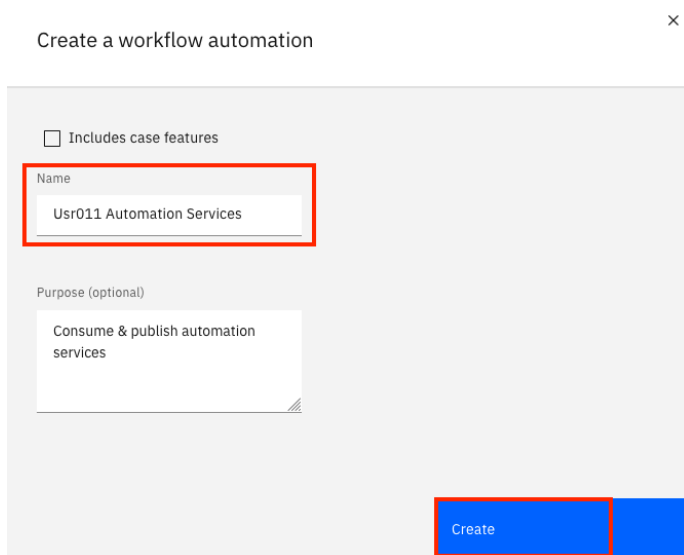 Create a workflow automation
Includes case features
Name
Usr011 Automation Services
Purpose (optional)
Consume & publish automation
services
Create